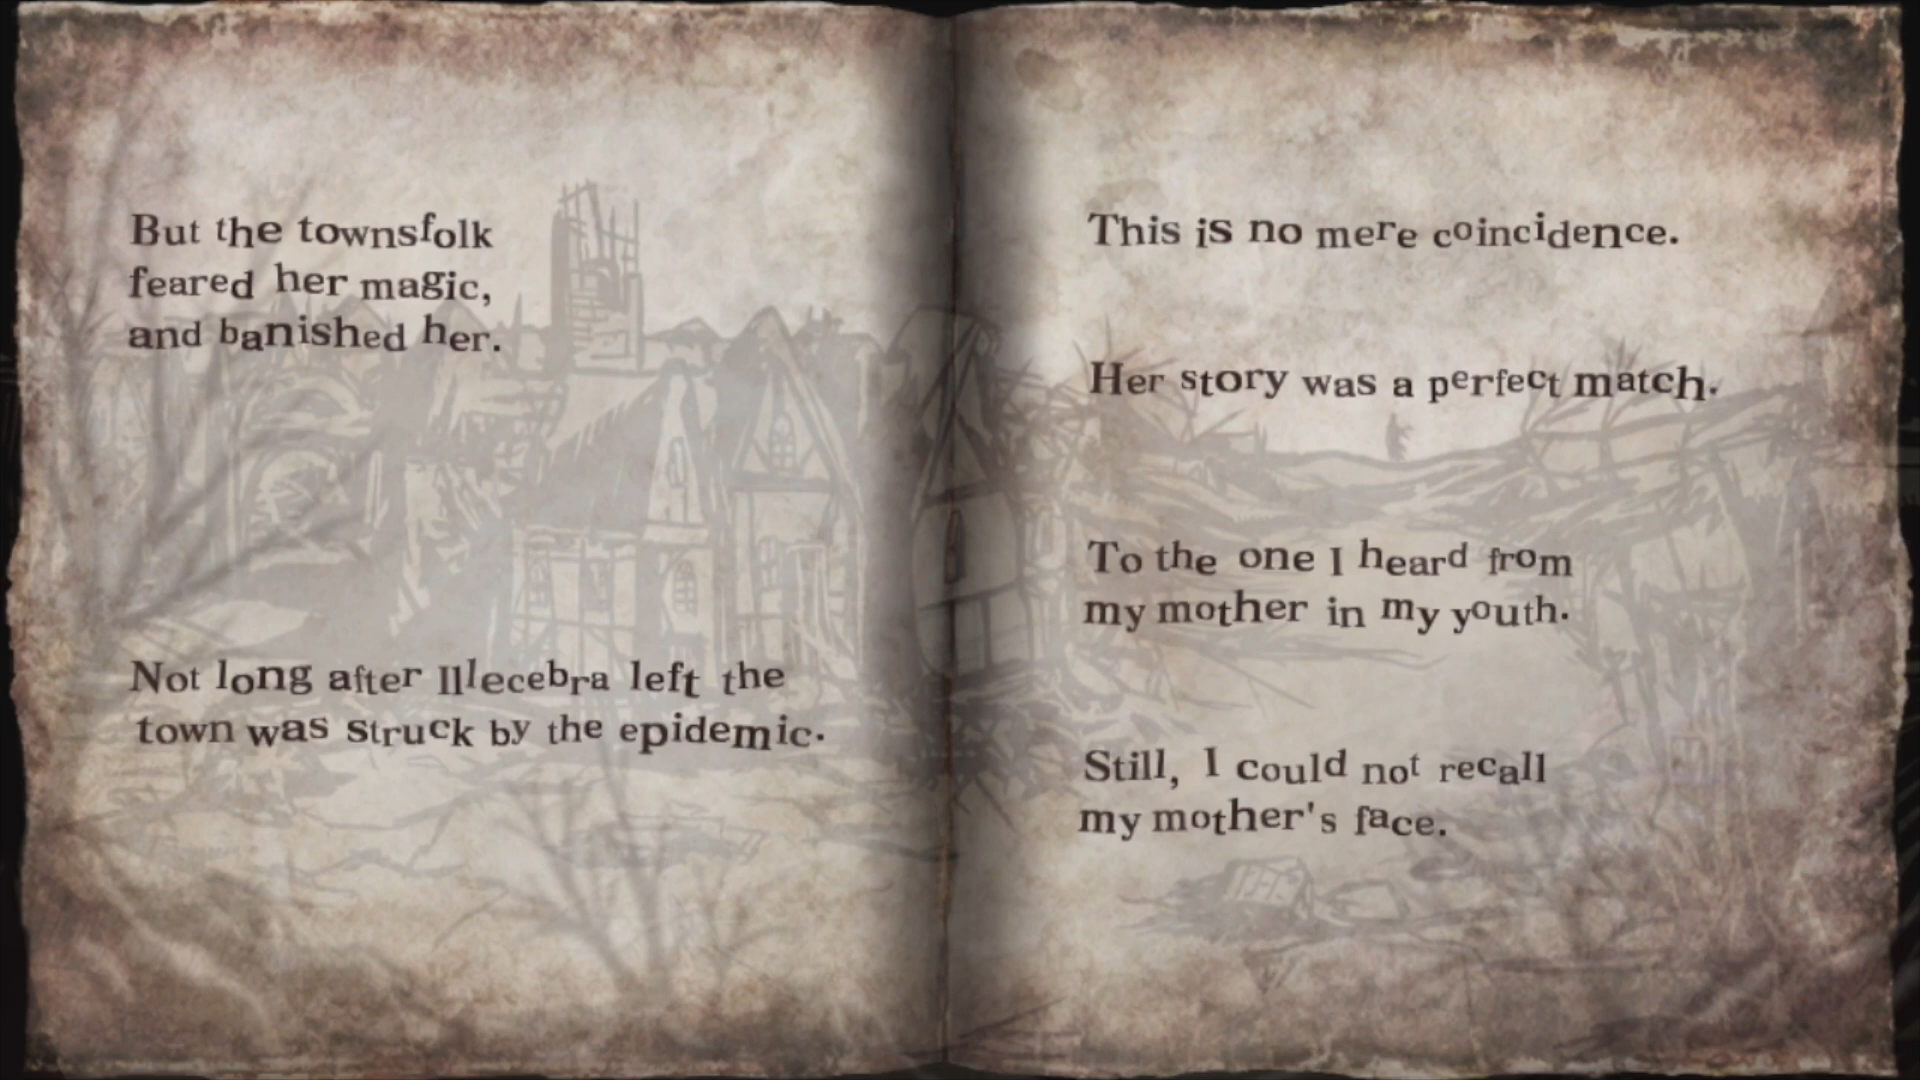 But the townsfolk
feared her magic,
and banished her.
Not long after Illecebra left the
town was struck by the epidemic.
This is no mere coincidence.
Her story was a perfect match.
To the one I heard from
my mother in my youth.
Still, I could not recall
my mother's face.